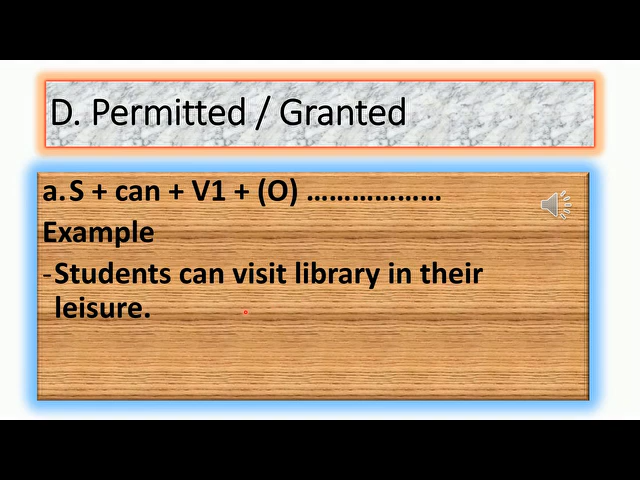 D. Permitted / Granted
a. S + can + V1 + (O) ………………
Example
-Students can visit library in their
leisure.